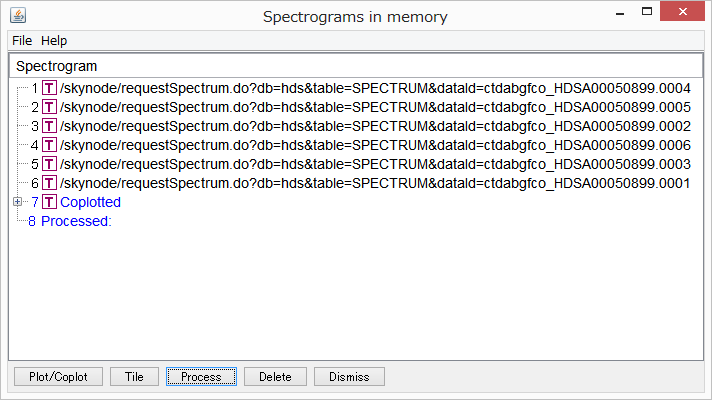 Spectrograms in memory
File Help
Spectrogram
1 T /skynode/requestSpectrum.do?db=hds&table=SPECTRUM&dataId=ctdabgfco_HDSA00050899.0004
2 T /skynode/requestSpectrum.do?db=hds&table=SPECTRUM&dataId=ctdabgfco_HDSA00050899.0005
3 T /skynode/requestSpectrum.do?db=hds&table=SPECTRUM&dataId=ctdabgfco_HDSA00050899.0002
4 T /skynode/requestSpectrum.do?db=hds&table=SPECTRUM&dataId=ctdabgfco_HDSA00050899.0006
5 T /skynode/requestSpectrum.do?db=hds&table=SPECTRUM&dataId=ctdabgfco_HDSA00050899.0003
6 T /skynode/requestSpectrum.do?db=hds&table=SPECTRUM&dataId=ctdabgfco_HDSA00050899.0001
7 T Coplotted
8 Processed:
Plot/Coplot Tile Process Delete Dismiss